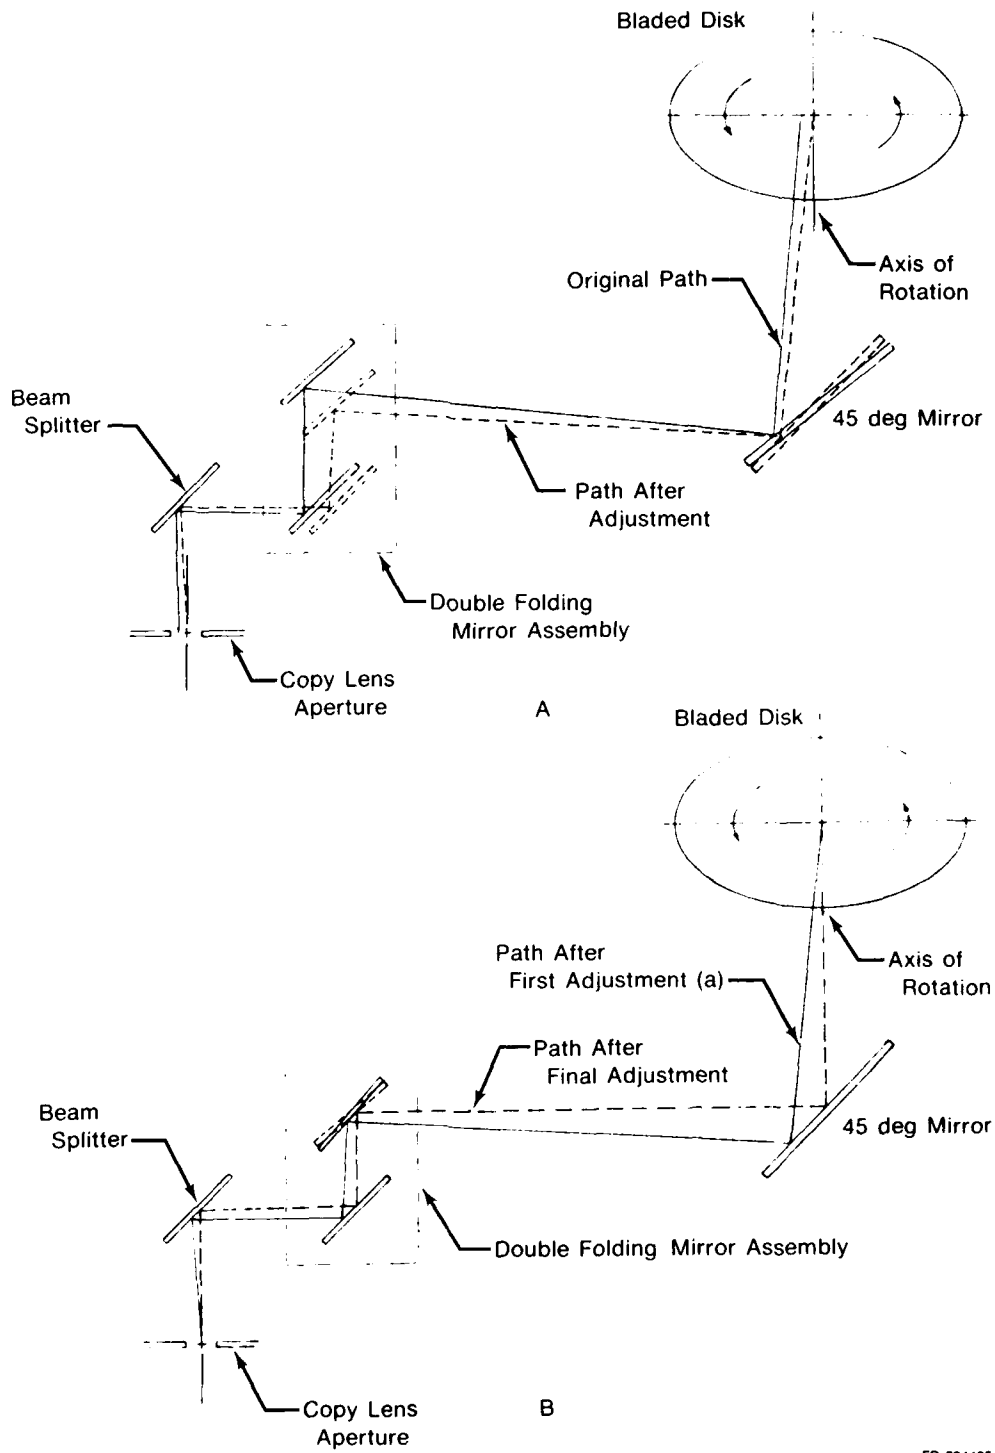 Bladed Disk
Axis of
Rotation
Original Path
45 deg Mirror
Beam
Splitter
Path After
Adjustment
Double Folding
Mirror Assembly
Copy Lens
Aperture
A
Bladed Disk
Path After
First Adjustment (a)
Axis of
Rotation
Path After
Final Adjustment
Beam
Splitter
45 deg Mirror
Double Folding Mirror Assembly
Copy Lens
Aperture
B